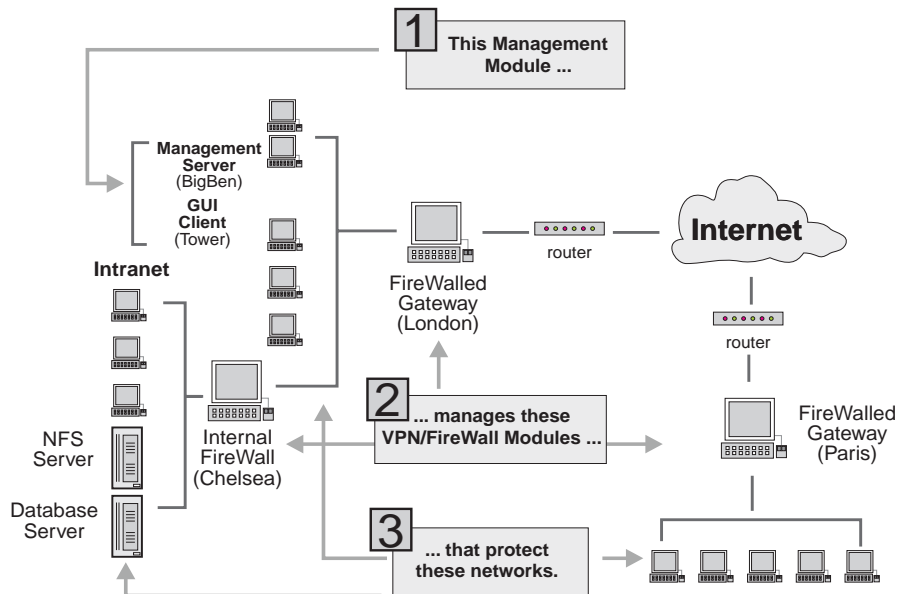 1
This Management
Module ...
Management
Server
(BigBen)
GUI
Client
(Tower)
Intranet
FireWalled
Gateway
(London)
router
Internet
router
2
... manages these
VPN/FireWall Modules ...
NFS
Server
Internal
FireWall
(Chelsea)
FireWalled
Gateway
(Paris)
Database
Server
3
... that protect
these networks.